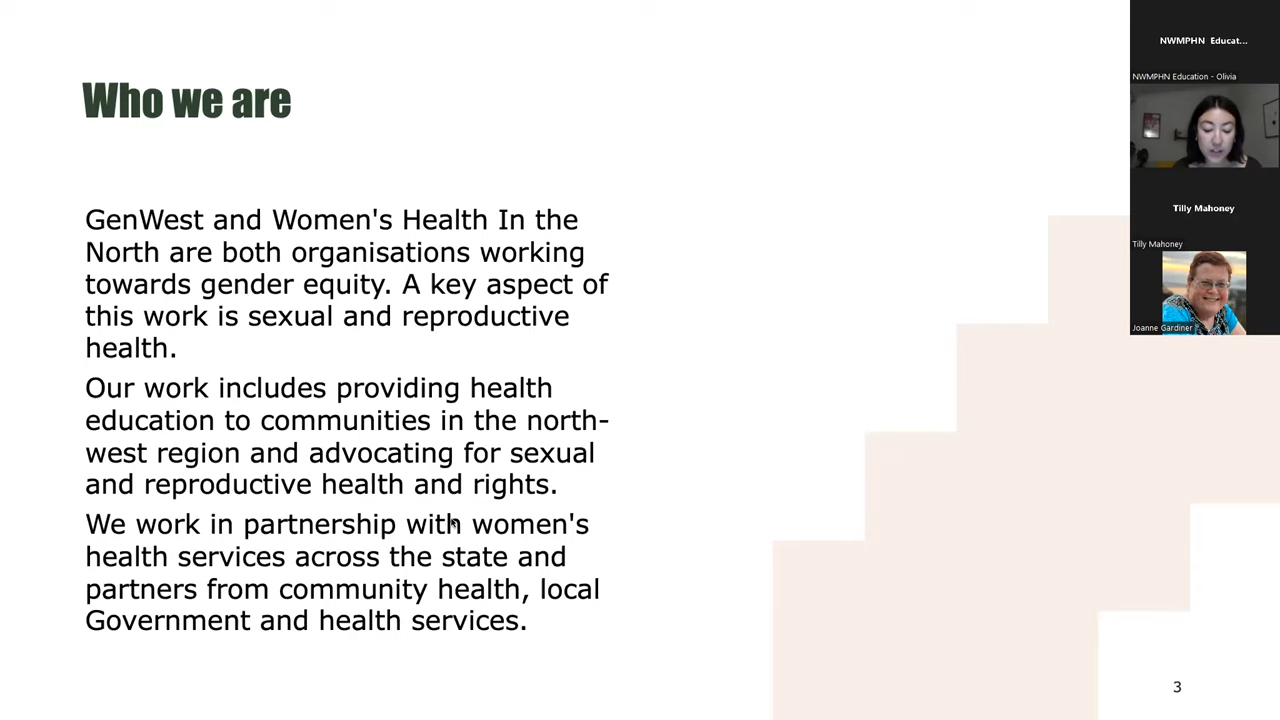 Who we are
GenWest and Women's Health In the
North are both organisations working
towards gender equity. A key aspect of
this work is sexual and reproductive
health.
Our work includes providing health
education to communities in the north-
west region and advocating for sexual
and reproductive health and rights.
We work in partnership with women's
health services across the state and
partners from community health, local
Government and health services.
3
NWMPHN Educat...
NWMPHN Education - Olivia
Tilly Mahoney
Tilly Mahoney
Joanne Gardiner